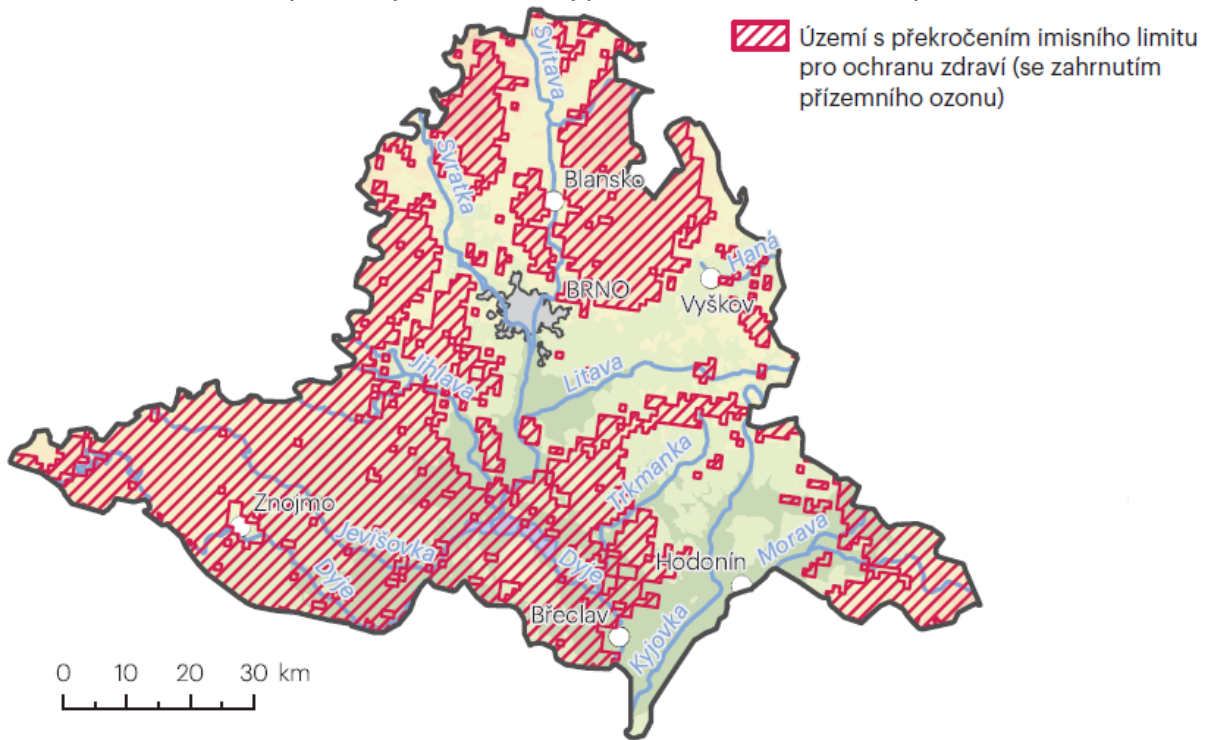 Území s překročením imisního limitu
pro ochranu zdraví (se zahrnutím
přízemního ozonu)
Svitava
Svratka
Blansko
Haná
BRNO
Vyškov
Jihlava
Litava
Trkmanka
Znojmo
Jevišovka
Dyje
Dyje
Hodonín
Morava
Břeclav
Kyjovka
0 10 20 30 km